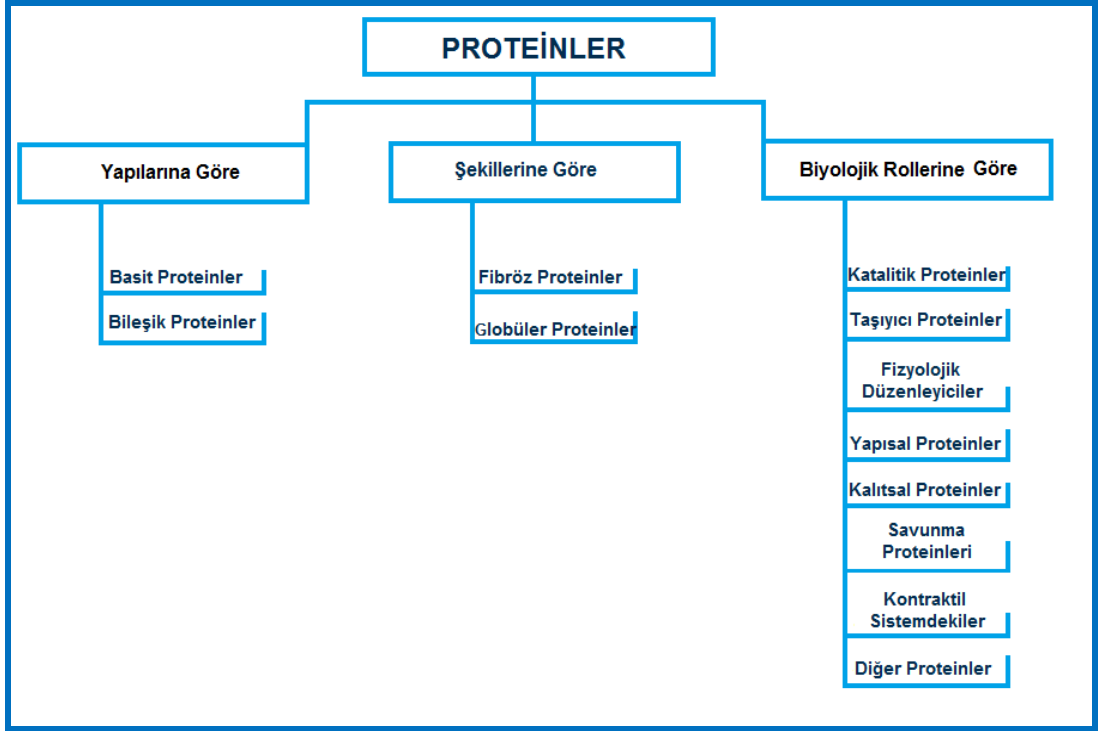 PROTEİNLER
Yapılarına Göre
Basit Proteinler
Bileşik Proteinler
Şekillerine Göre
Fibröz Proteinler
Globüler Proteinler
Biyolojik Rollerine Göre
Katalitik Proteinler
Taşıyıcı Proteinler
Fizyolojik
Düzenleyiciler
Yapısal Proteinler
Kalıtsal Proteinler
Savunma
Proteinleri
Kontraktil
Sistemdekiler
Diğer Proteinler